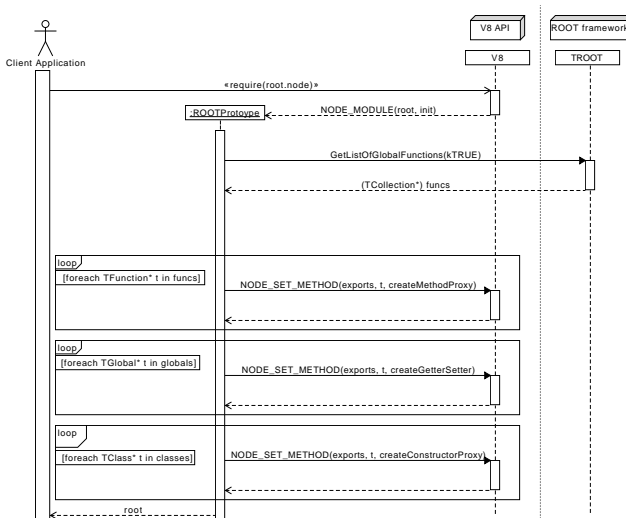 V8 API
ROOT framework
Client Application
V8
TROOT
«require(root.node)»
:ROOTProtoype
NODE_MODULE(root, init)
GetListOfGlobalFunctions(kTRUE)
(TCollection*) funcs
loop
[foreach TFunction* t in funcs]
NODE_SET_METHOD(exports, t, createMethodProxy)
loop
[foreach TGlobal* t in globals]
NODE_SET_METHOD(exports, t, createGetterSetter)
loop
[foreach TClass* t in classes]
NODE_SET_METHOD(exports, t, createConstructorProxy)
root